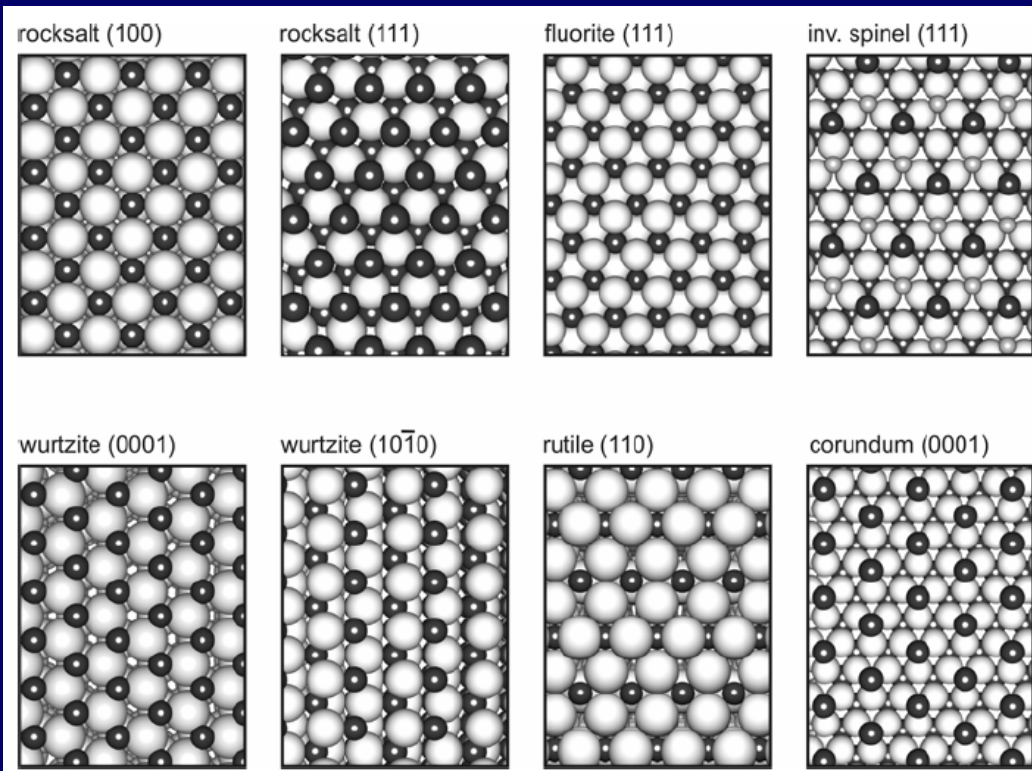 rocksalt (100)
rocksalt (111)
fluorite (111)
inv. spinel (111)
wurtzite (0001)
wurtzite (101̅0)
rutile (110)
corundum (0001)